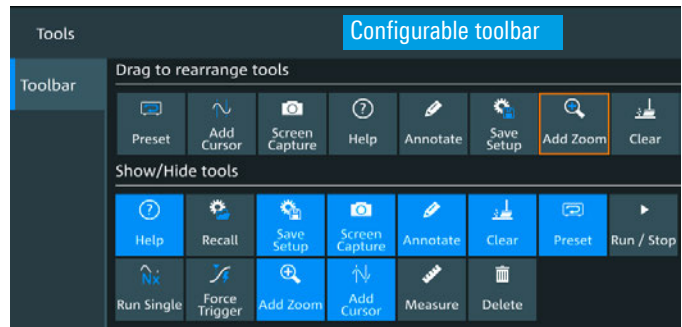 Tools
Configurable toolbar
Toolbar
Drag to rearrange tools
Preset
Add
Cursor
Screen
Capture
Help
Annotate
Save
Setup
Add Zoom
Clear
Show/Hide tools
Help
Recall
Save
Setup
Screen
Capture
Annotate
Clear
Preset
Run / Stop
Nx
Run Single
Force
Trigger
Add Zoom
Add
Cursor
Measure
Delete